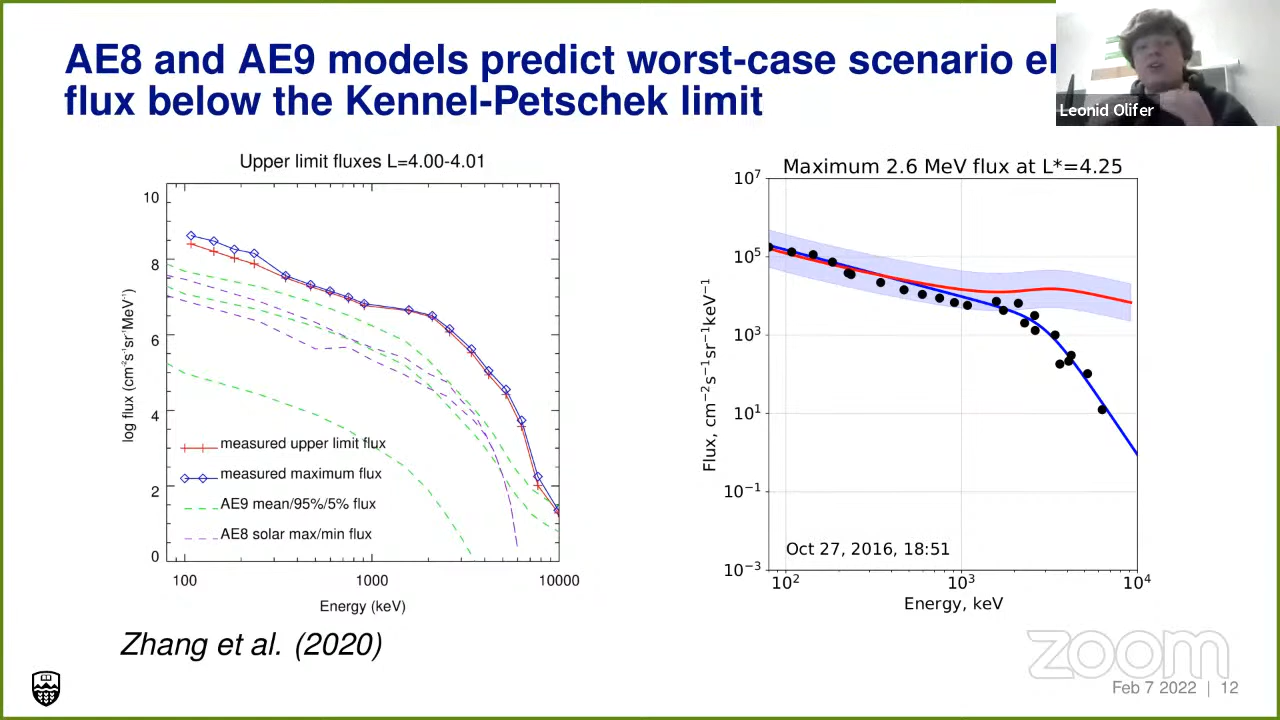 AE8 and AE9 models predict worst-case scenario el
flux below the Kennel-Petschek limit
Leonid Olifer
Upper limit fluxes L=4.00-4.01
10
8
6
4
2
0
log flux (cm⁻²s⁻¹sr⁻¹MeV⁻¹)
measured upper limit flux
measured maximum flux
AE9 mean/95%/5% flux
AE8 solar max/min flux
100 1000 10000
Energy (keV)
Maximum 2.6 MeV flux at L*=4.25
10⁷
10⁵
10³
10¹
10⁻¹
10⁻³
Flux, cm⁻²s⁻¹sr⁻¹keV⁻¹
Oct 27, 2016, 18:51
10² 10³ 10⁴
Energy, keV
Zhang et al. (2020)
zoom
Feb 7 2022 | 12